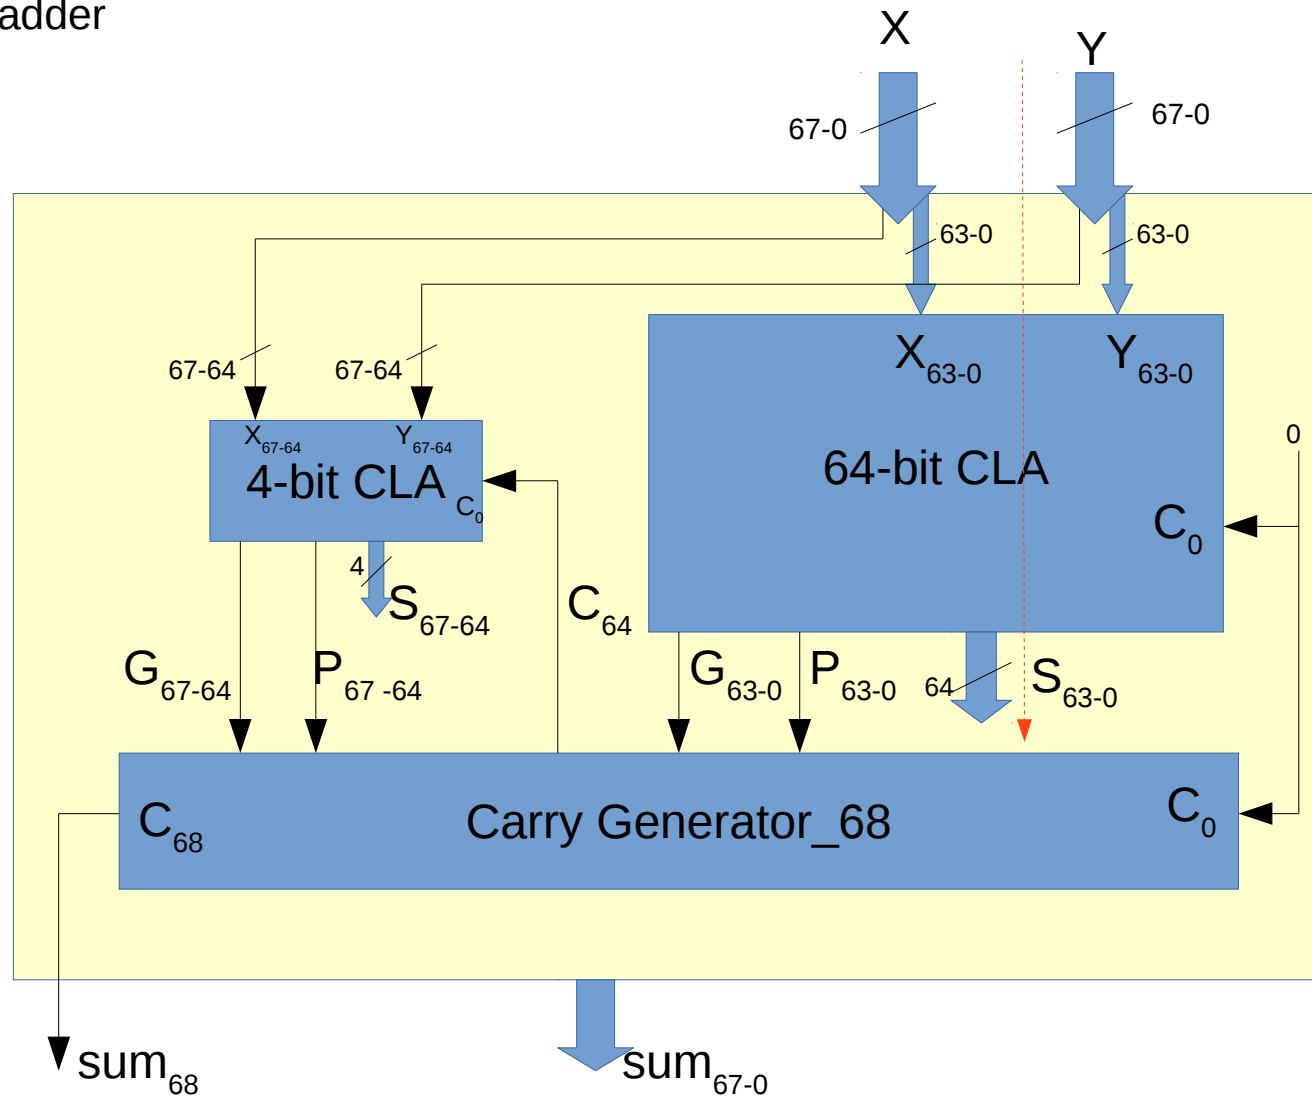 adder
X
Y
67-0
67-0
63-0
63-0
67-64
67-64
X63-0
Y63-0
X67-64
Y67-64
4-bit CLA
C0
64-bit CLA
0
C0
4
S67-64
C64
G67-64
P67 -64
G63-0
P63-0
64
S63-0
C68
Carry Generator_68
C0
sum68
sum67-0